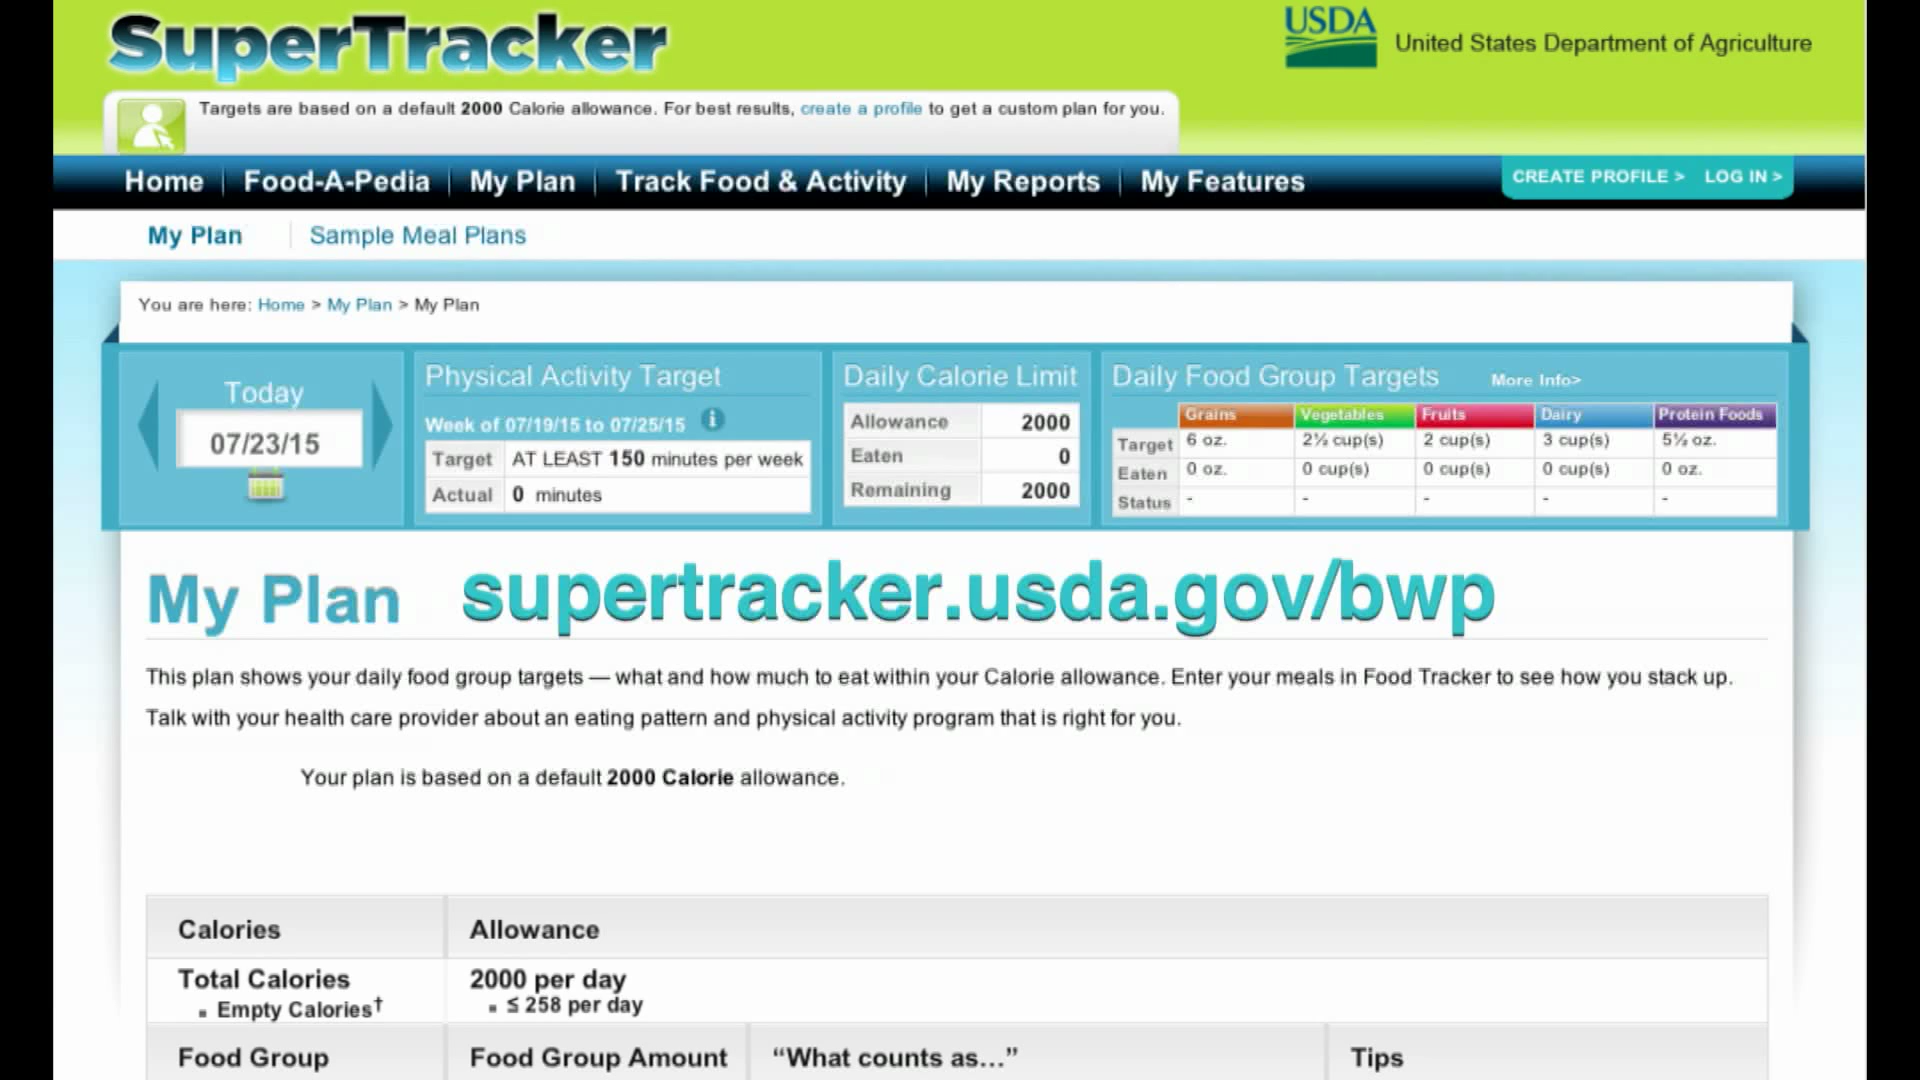 SuperTracker
USDA United States Department of Agriculture
Targets are based on a default 2000 Calorie allowance. For best results, create a profile to get a custom plan for you.
Home Food-A-Pedia My Plan Track Food & Activity My Reports My Features CREATE PROFILE > LOG IN >
My Plan Sample Meal Plans
You are here: Home > My Plan > My Plan
Today
07/23/15
Physical Activity Target
Week of 07/19/15 to 07/25/15 i
Target AT LEAST 150 minutes per week
Actual 0 minutes
Daily Calorie Limit
Allowance 2000
Eaten 0
Remaining 2000
Daily Food Group Targets More Info>
Grains Vegetables Fruits Dairy Protein Foods
Target 6 oz. 2½ cup(s) 2 cup(s) 3 cup(s) 5½ oz.
Eaten 0 oz. 0 cup(s) 0 cup(s) 0 cup(s) 0 oz.
Status - - - - -
My Plan supertracker.usda.gov/bwp
This plan shows your daily food group targets — what and how much to eat within your Calorie allowance. Enter your meals in Food Tracker to see how you stack up.
Talk with your health care provider about an eating pattern and physical activity program that is right for you.
Your plan is based on a default 2000 Calorie allowance.
Calories Allowance
Total Calories 2000 per day
▪ Empty Calories† ▪ ≤ 258 per day
Food Group Food Group Amount “What counts as…” Tips